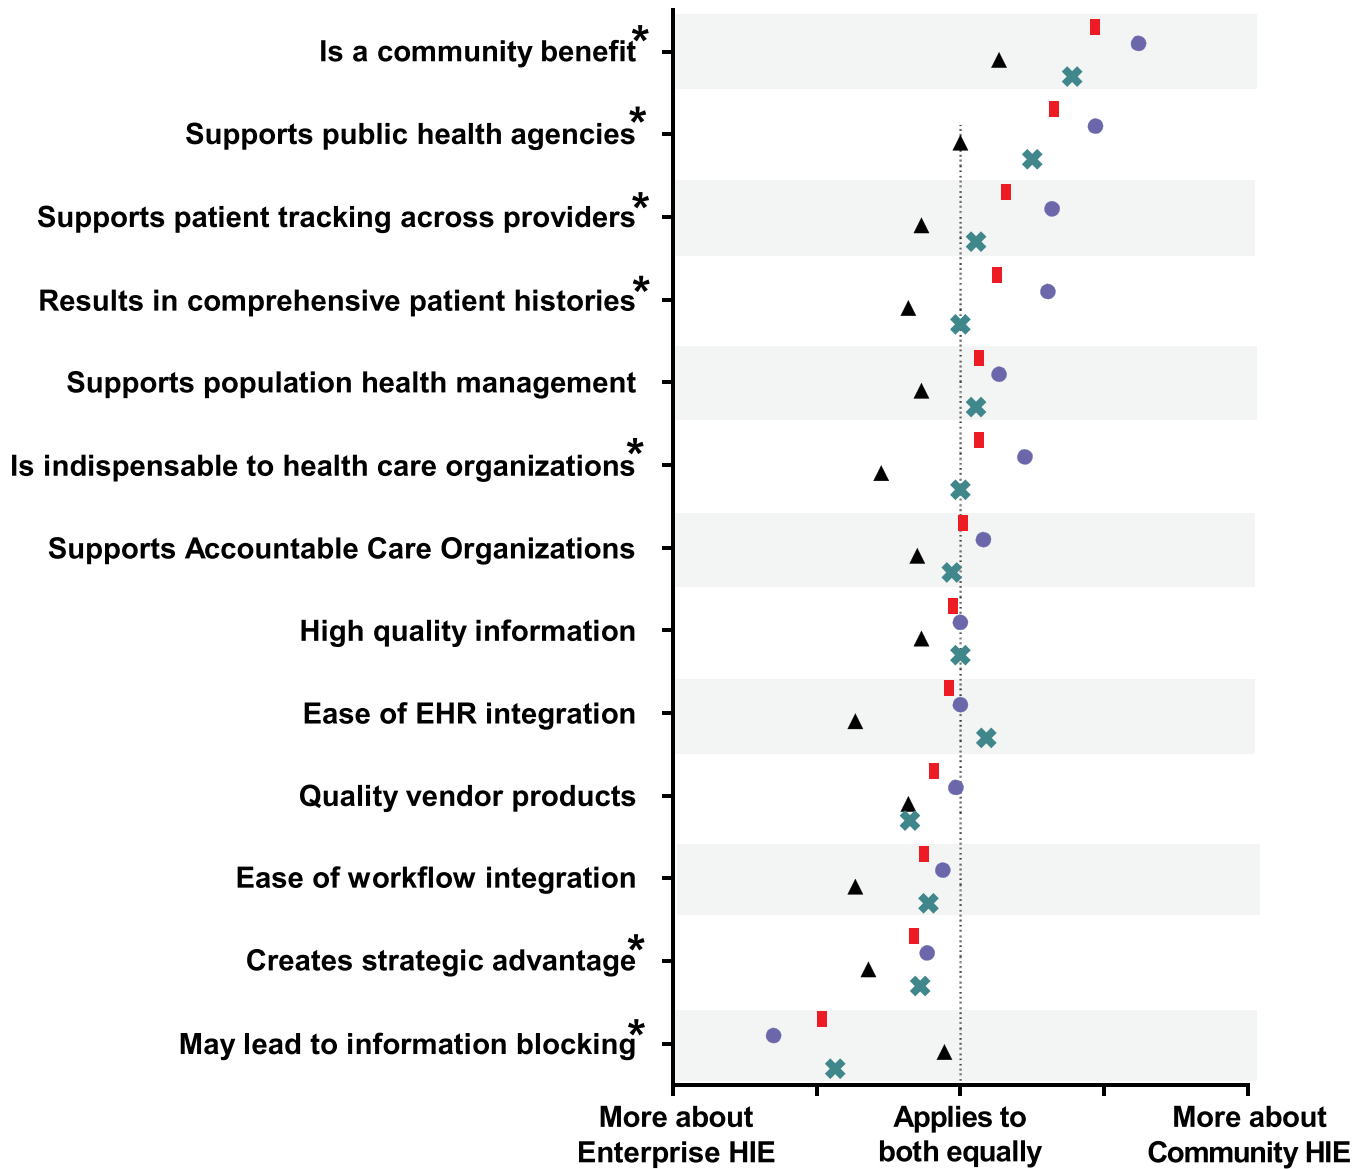 Is a community benefit*
Supports public health agencies*
Supports patient tracking across providers*
Results in comprehensive patient histories*
Supports population health management
Is indispensable to health care organizations*
Supports Accountable Care Organizations
High quality information
Ease of EHR integration
Quality vendor products
Ease of workflow integration
Creates strategic advantage*
May lead to information blocking*
More about
Enterprise HIE
Applies to
both equally
More about
Community HIE